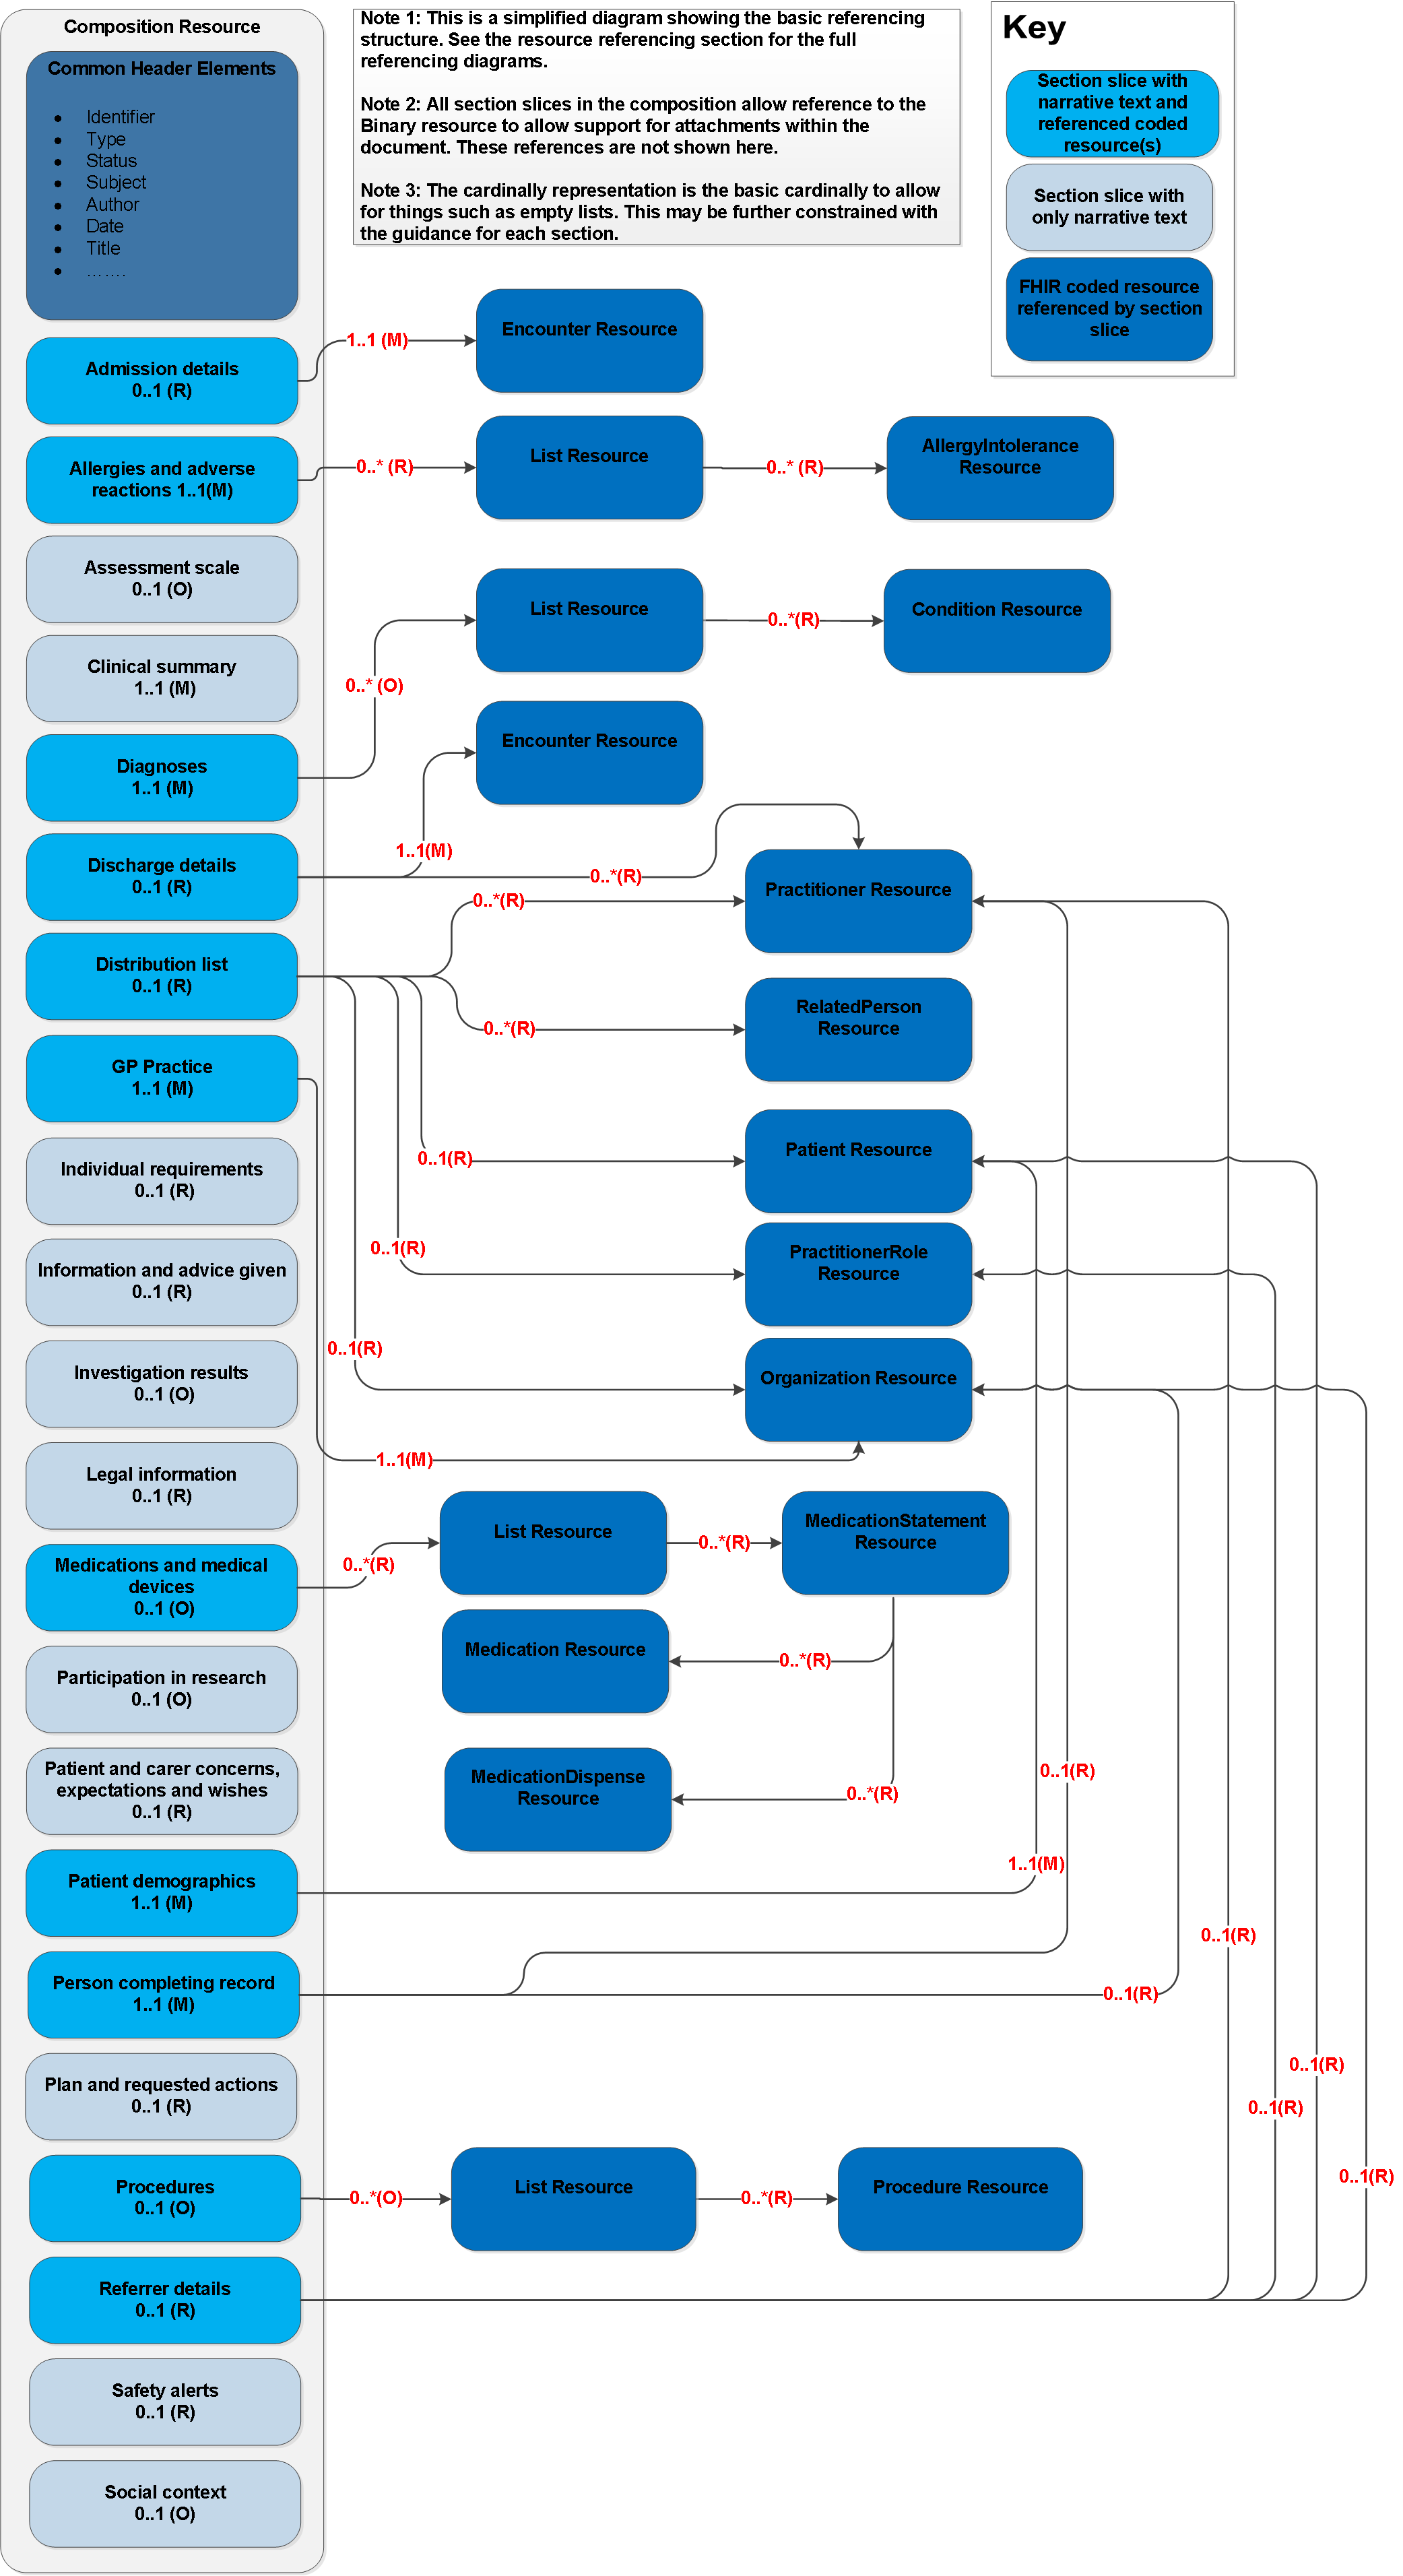 Composition Resource
Common Header Elements
● Identifier
● Type
● Status
● Subject
● Author
● Date
● Title
● …….
Note 1: This is a simplified diagram showing the basic referencing
structure. See the resource referencing section for the full
referencing diagrams.
Note 2: All section slices in the composition allow reference to the
Binary resource to allow support for attachments within the
document. These references are not shown here.
Note 3: The cardinally representation is the basic cardinally to allow
for things such as empty lists. This may be further constrained with
the guidance for each section.
Key
Section slice with
narrative text and
referenced coded
resource(s)
Section slice with
only narrative text
FHIR coded resource
referenced by section
slice
Admission details
0..1 (R)
1..1 (M)
Encounter Resource
Allergies and adverse
reactions 1..1(M)
0..* (R)
List Resource
0..* (R)
AllergyIntolerance
Resource
Assessment scale
0..1 (O)
List Resource
0..*(R)
Condition Resource
Clinical summary
1..1 (M)
0..* (O)
Diagnoses
1..1 (M)
Encounter Resource
Discharge details
0..1 (R)
1..1(M)
0..*(R)
Practitioner Resource
0..*(R)
Distribution list
0..1 (R)
0..*(R)
RelatedPerson
Resource
GP Practice
1..1 (M)
0..1(R)
Patient Resource
Individual requirements
0..1 (R)
0..1(R)
PractitionerRole
Resource
Information and advice given
0..1 (R)
0..1(R)
Organization Resource
Investigation results
0..1 (O)
1..1(M)
Legal information
0..1 (R)
Medications and medical
devices
0..1 (O)
0..*(R)
List Resource
0..*(R)
MedicationStatement
Resource
Medication Resource
0..*(R)
Participation in research
0..1 (O)
Patient and carer concerns,
expectations and wishes
0..1 (R)
MedicationDispense
Resource
0..*(R)
0..1(R)
Patient demographics
1..1 (M)
1..1(M)
Person completing record
1..1 (M)
0..1(R)
0..1(R)
Plan and requested actions
0..1 (R)
0..1(R)
0..1(R)
Procedures
0..1 (O)
0..*(O)
List Resource
0..*(R)
Procedure Resource
0..1(R)
Referrer details
0..1 (R)
Safety alerts
0..1 (R)
Social context
0..1 (O)